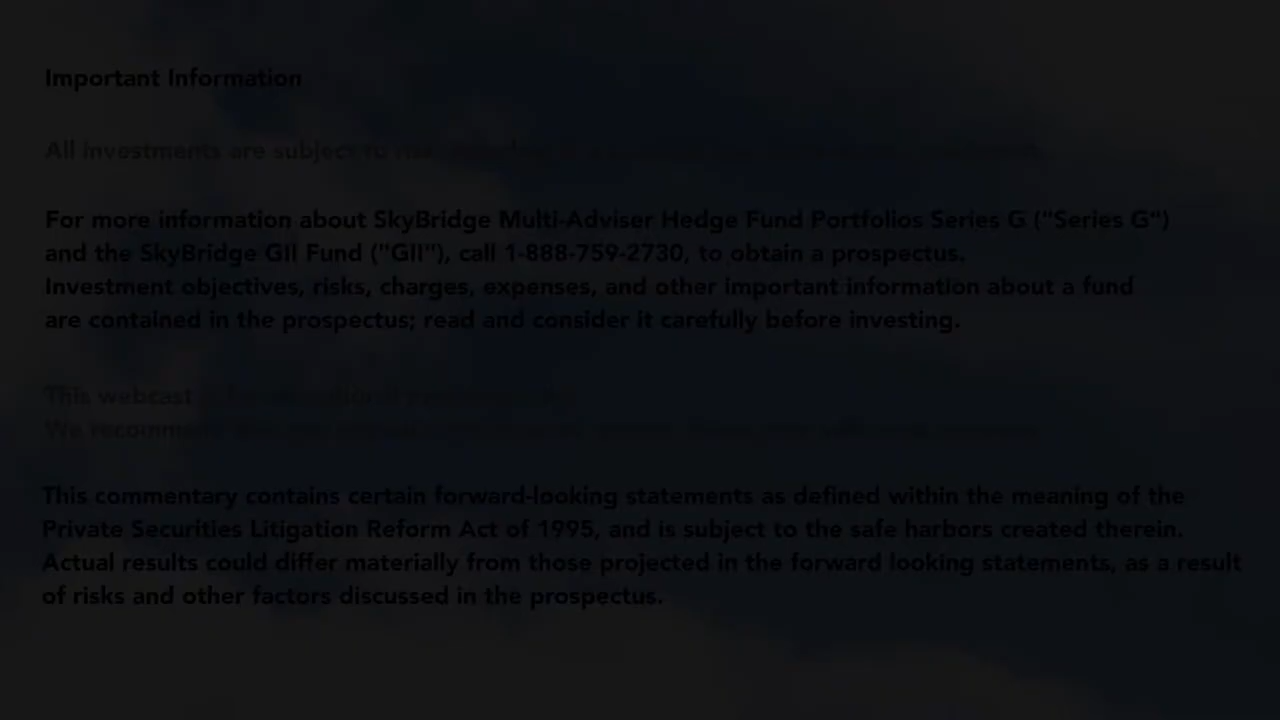 Important Information
All investments are subject to risk,
For more information about SkyBridge Multi-Adviser Hedge Fund Portfolios Series G ("Series G")
and the SkyBridge GII Fund ("GII"), call 1-888-759-2730, to obtain a prospectus.
Investment objectives, risks, charges, expenses, and other important information about a fund
are contained in the prospectus; read and consider it carefully before investing.
This webcast
We recommend
This commentary contains certain forward-looking statements as defined within the meaning of the
Private Securities Litigation Reform Act of 1995, and is subject to the safe harbors created therein.
Actual results could differ materially from those projected in the forward looking statements, as a result
of risks and other factors discussed in the prospectus.